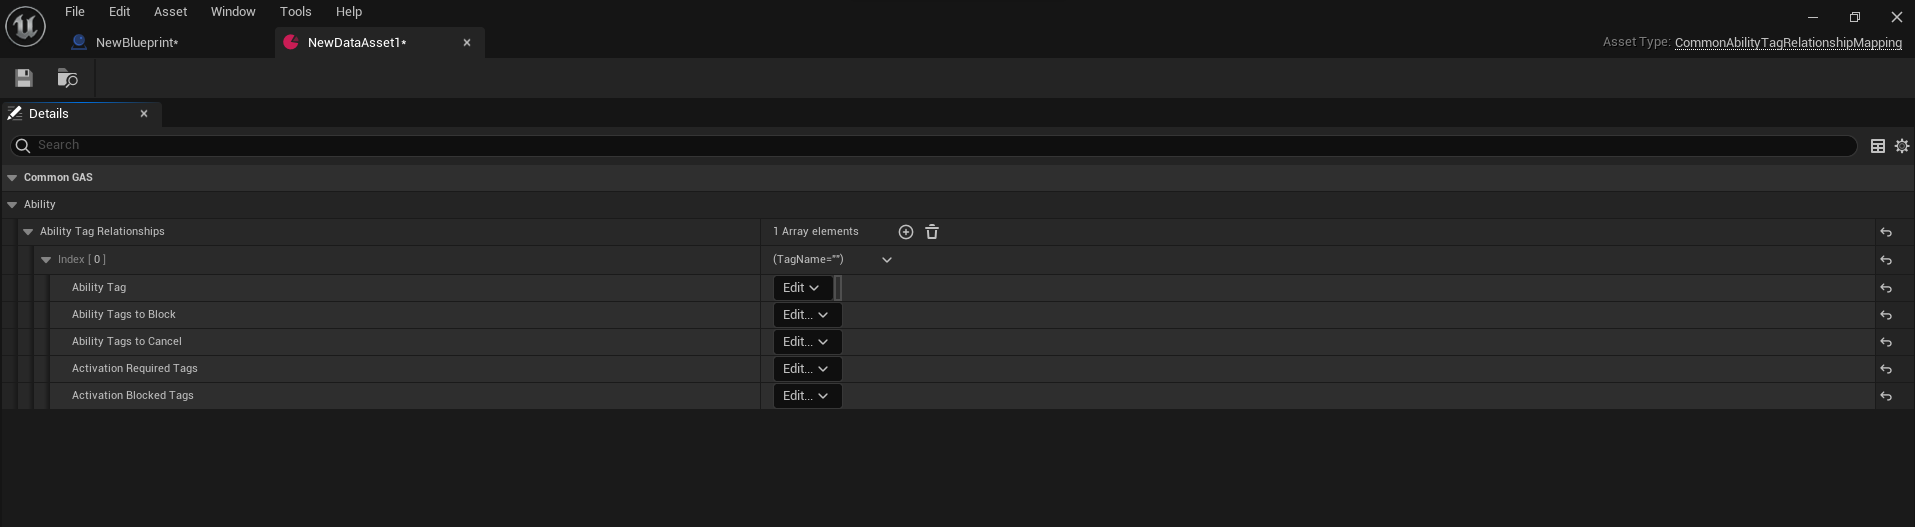 File Edit Asset Window Tools Help
NewBlueprint* NewDataAsset1*
Asset Type: CommonAbilityTagRelationshipMapping
Details
Search
Common GAS
Ability
Ability Tag Relationships 1 Array elements
Index [ 0 ] (TagName="")
Ability Tag Edit
Ability Tags to Block Edit...
Ability Tags to Cancel Edit...
Activation Required Tags Edit...
Activation Blocked Tags Edit...